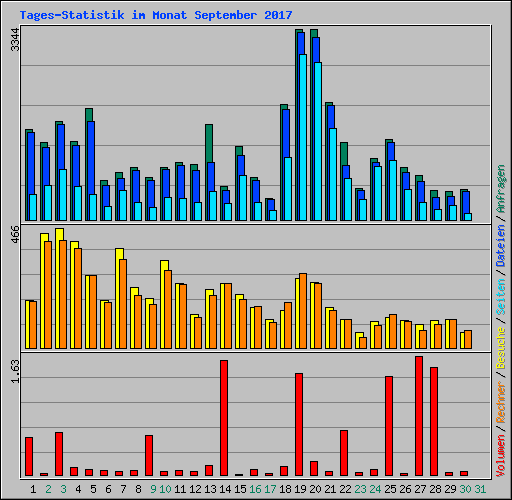 Tages-Statistik im Monat September 2017
3344
466
1.63
Volumen / Rechner / Besuche / Seiten / Dateien / Anfragen
1 2 3 4 5 6 7 8 9 10 11 12 13 14 15 16 17 18 19 20 21 22 23 24 25 26 27 28 29 30 31